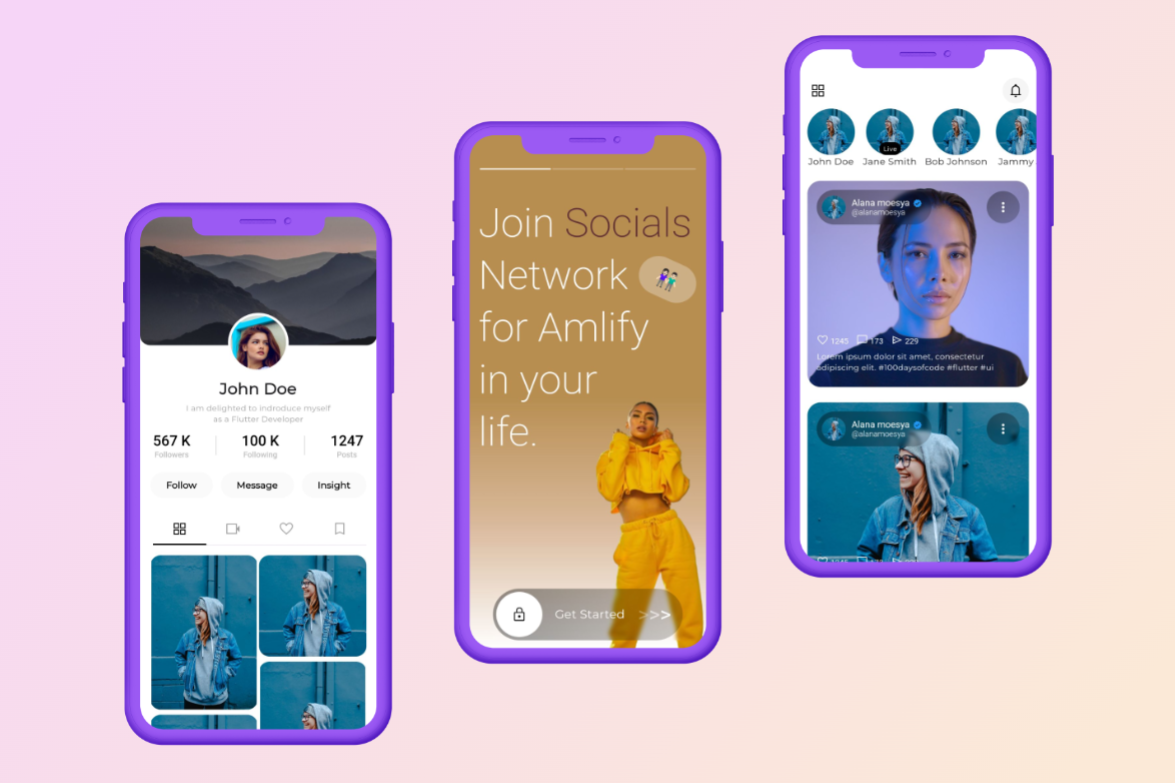 John Doe
I am delighted to indroduce myself
as a Flutter Developer
567 K
100 K
1247
Followers
Following
Posts
Follow
Message
Insight
Join Socials
Network
for Amlify
in your
life.
Get Started >>>
John Doe
Live
Jane Smith
Bob Johnson
Jammy
Alana moesya
@alanamoesya
1245
173
229
Lorem ipsum dolor sit amet, consectetur
adipiscing elit. #100daysofcode #flutter #ui
Alana moesya
@alanamoesya